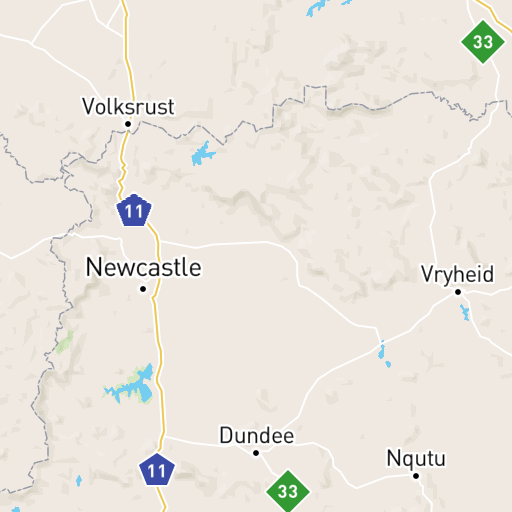 33
Volksrust
11
Newcastle
Vryheid
Dundee
Nqutu
11
33